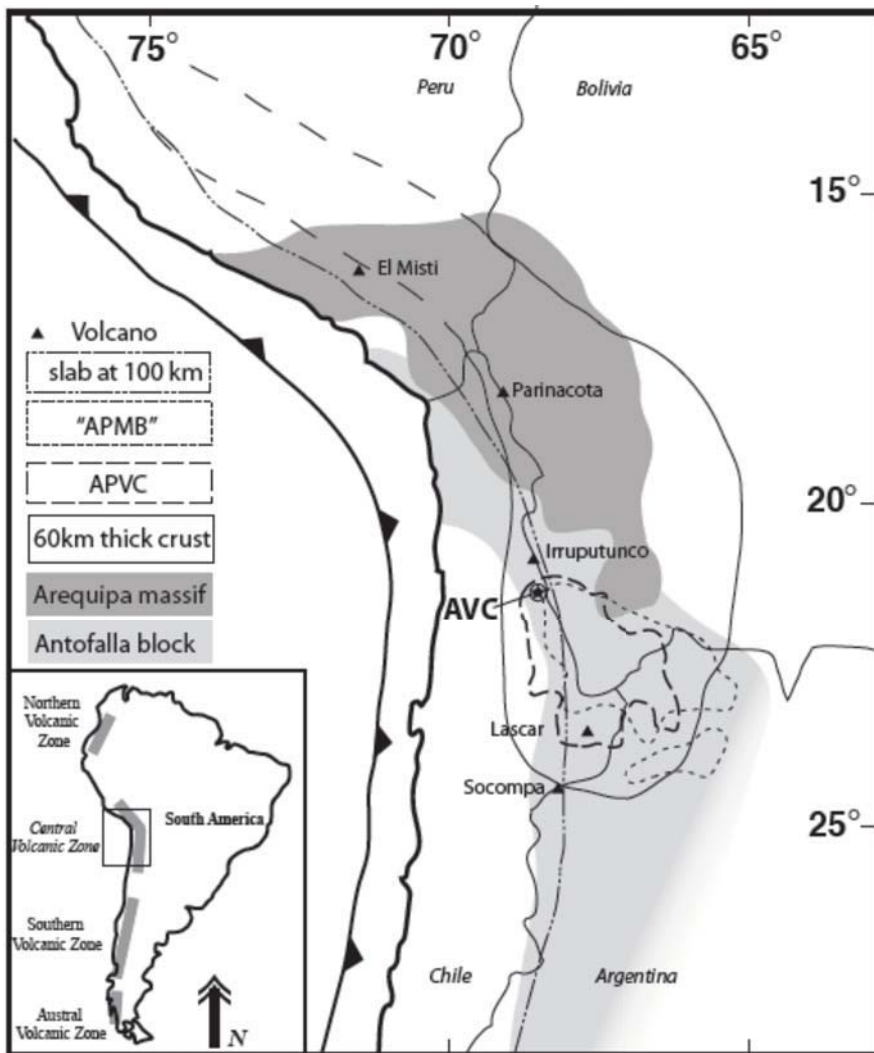 75°
70°
65°
Peru
Bolivia
15°
El Misti
Volcano
slab at 100 km
Parinacota
"APMB"
APVC
20°
60km thick crust
Irruputunco
Arequipa massif
AVC
Antofalla block
Northern
Volcanic
Zone
Lascar
Socompa
South America
Central
Volcanic Zone
25°
Southern
Volcanic Zone
Chile
Argentina
Austral
Volcanic Zone
N